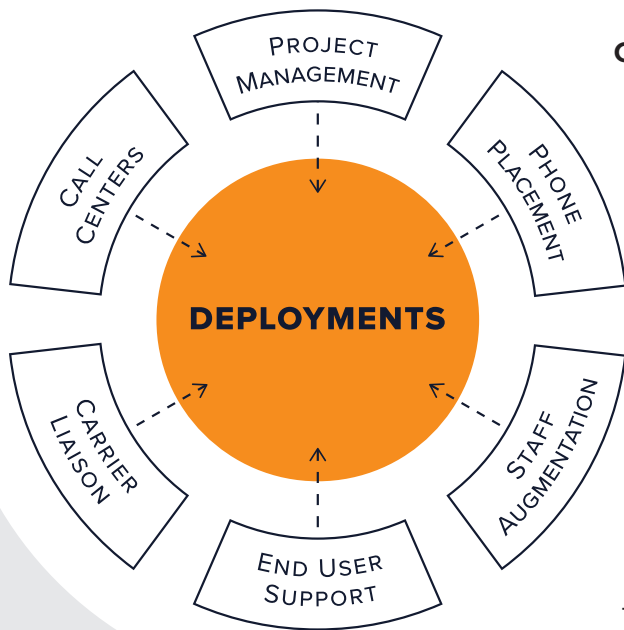 PROJECT
MANAGEMENT
PHONE
PLACEMENT
STAFF
AUGMENTATION
END USER
SUPPORT
CARRIER
LIAISON
CALL
CENTERS
DEPLOYMENTS